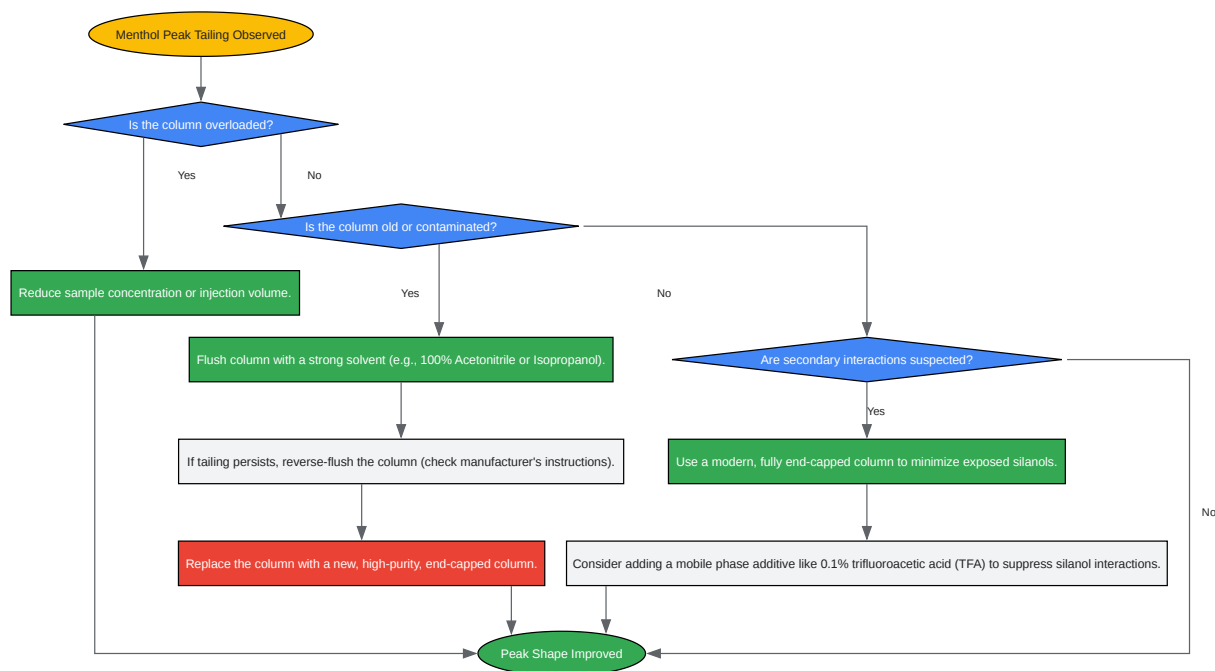 Menthol Peak Tailing Observed
Is the column overloaded?
Yes
No
Is the column old or contaminated?
Reduce sample concentration or injection volume.
Yes
No
Flush column with a strong solvent (e.g., 100% Acetonitrile or Isopropanol).
Are secondary interactions suspected?
Yes
If tailing persists, reverse-flush the column (check manufacturer's instructions).
Use a modern, fully end-capped column to minimize exposed silanols.
No
Replace the column with a new, high-purity, end-capped column.
Consider adding a mobile phase additive like 0.1% trifluoroacetic acid (TFA) to suppress silanol interactions.
Peak Shape Improved